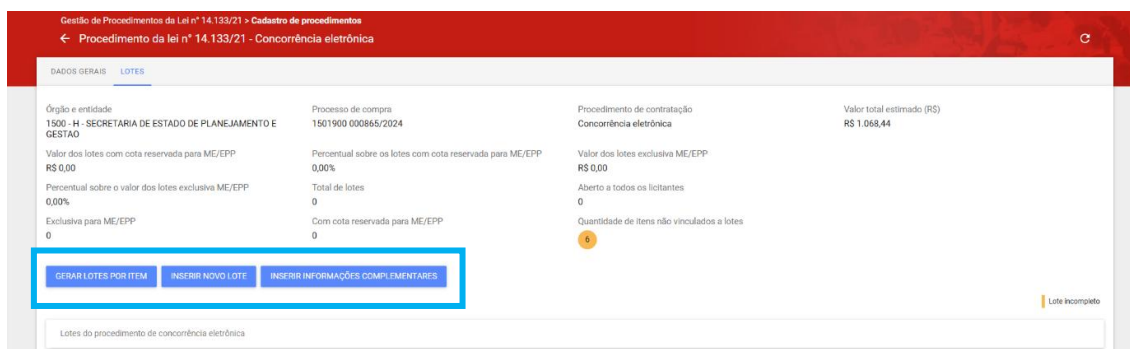 Gestão de Procedimentos da Lei n° 14.133/21 > Cadastro de procedimentos
← Procedimento da lei n° 14.133/21 - Concorrência eletrônica
DADOS GERAIS LOTES
Órgão e entidade Processo de compra Procedimento de contratação Valor total estimado (R$)
1500 - H - SECRETARIA DE ESTADO DE PLANEJAMENTO E 1501900 000865/2024 Concorrência eletrônica R$ 1.068,44
GESTAO
Valor dos lotes com cota reservada para ME/EPP Percentual sobre os lotes com cota reservada para ME/EPP Valor dos lotes exclusiva ME/EPP
R$ 0,00 0,00% R$ 0,00
Percentual sobre o valor dos lotes exclusiva ME/EPP Total de lotes Aberto a todos os licitantes
0,00% 0 0
Exclusiva para ME/EPP Com cota reservada para ME/EPP Quantidade de itens não vinculados a lotes
0 0 6
GERAR LOTES POR ITEM INSERIR NOVO LOTE INSERIR INFORMAÇÕES COMPLEMENTARES
Lote incompleto
Lotes do procedimento de concorrência eletrônica